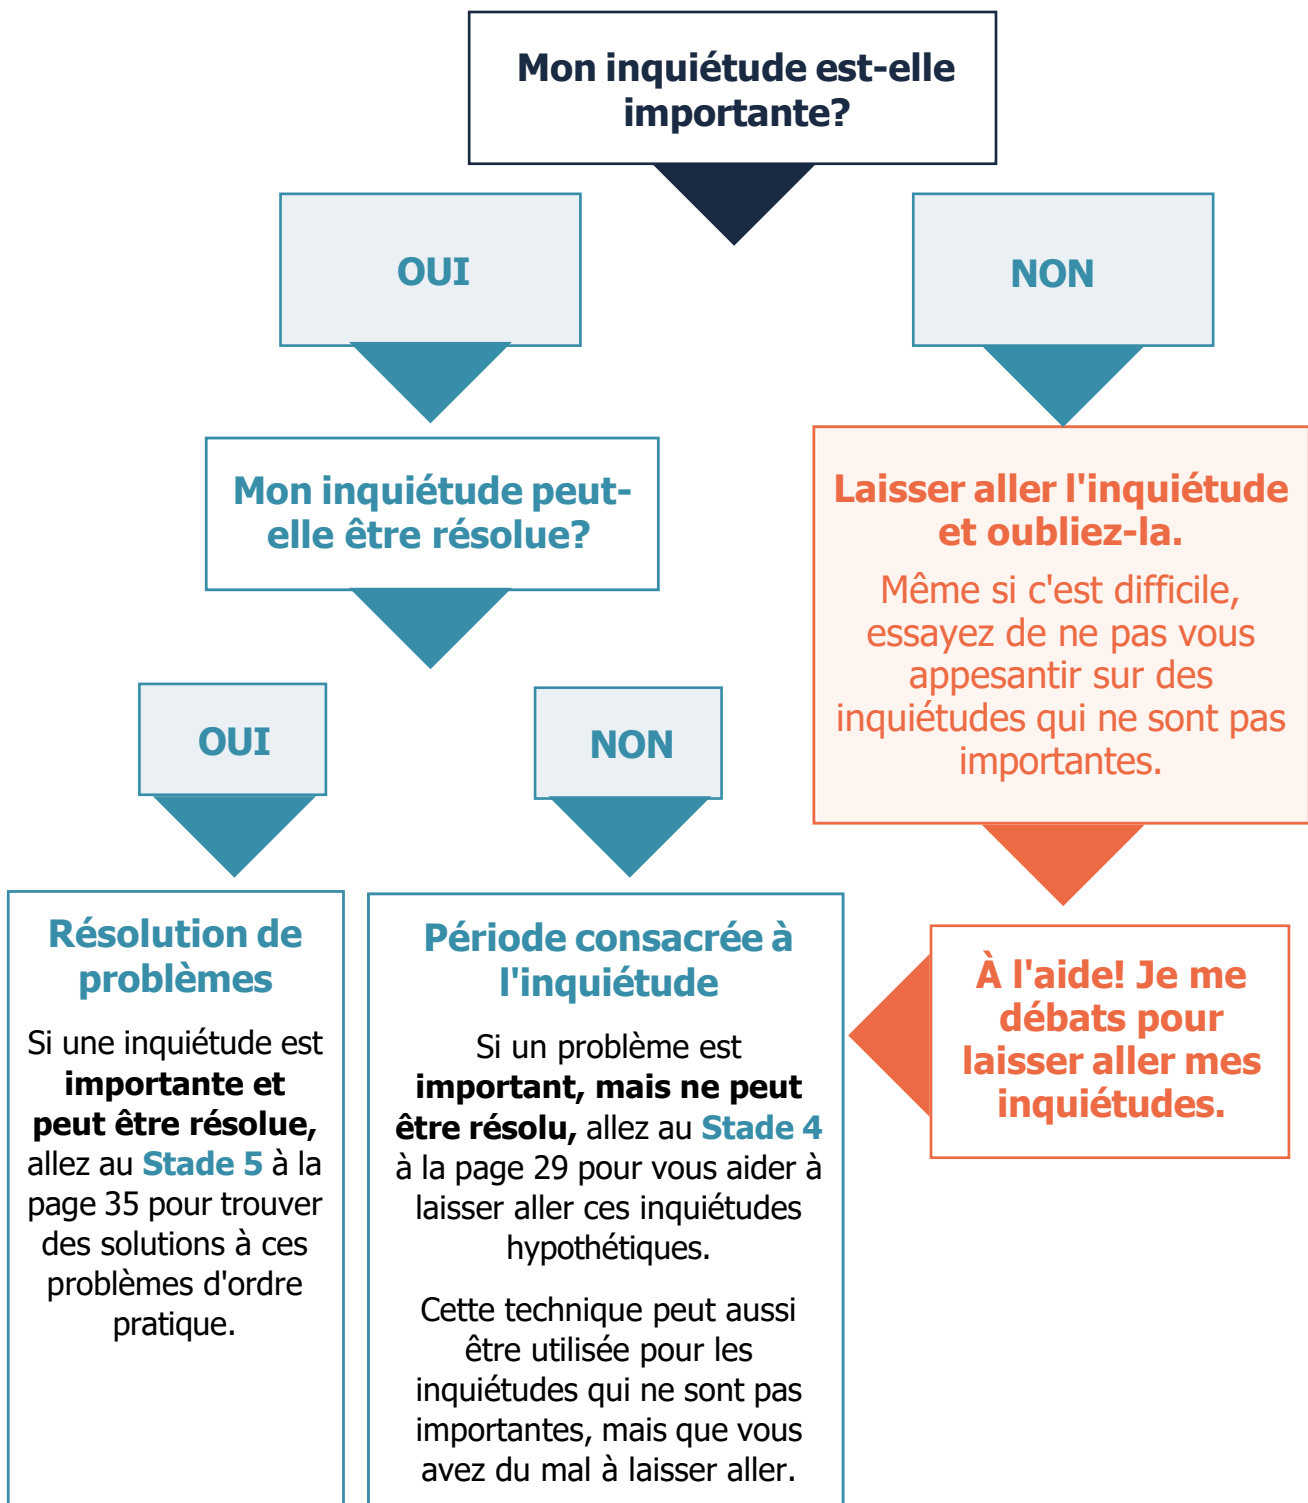 Mon inquiétude est-elle
importante?
OUI
NON
Mon inquiétude peut-
elle être résolue?
Laisser aller l'inquiétude
et oubliez-la.
Même si c'est difficile,
essayez de ne pas vous
appesantir sur des
inquiétudes qui ne sont pas
importantes.
OUI
NON
Résolution de
problèmes
Si une inquiétude est
importante et
peut être résolue,
allez au Stade 5 à la
page 35 pour trouver
des solutions à ces
problèmes d'ordre
pratique.
Période consacrée à
l'inquiétude
Si un problème est
important, mais ne peut
être résolu, allez au Stade 4
à la page 29 pour vous aider à
laisser aller ces inquiétudes
hypothétiques.
Cette technique peut aussi
être utilisée pour les
inquiétudes qui ne sont pas
importantes, mais que vous
avez du mal à laisser aller.
À l'aide! Je me
débats pour
laisser aller mes
inquiétudes.